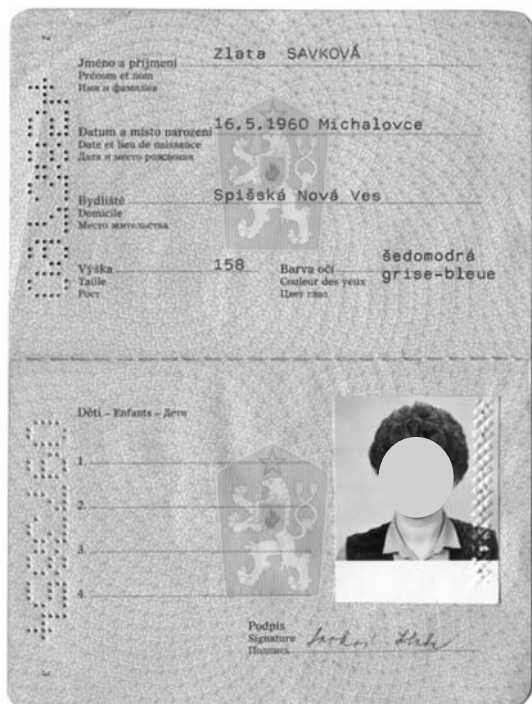 2
Jméno a příjmení Zlata SAVKOVÁ
Prénom et nom
Имя и фамилия
Datum a místo narození 16.5.1960 Michalovce
Date et lieu de naissance
Дата и место рождения
Bydliště Spišská Nová Ves
Domicile
Место жительства
Výška 158 Barva očí šedomodrá
Taille Couleur des yeux grise-bleue
Рост Цвет глаз
Děti – Enfants – Дети
1.
2.
3.
4.
Podpis
Signature
Подпись
3